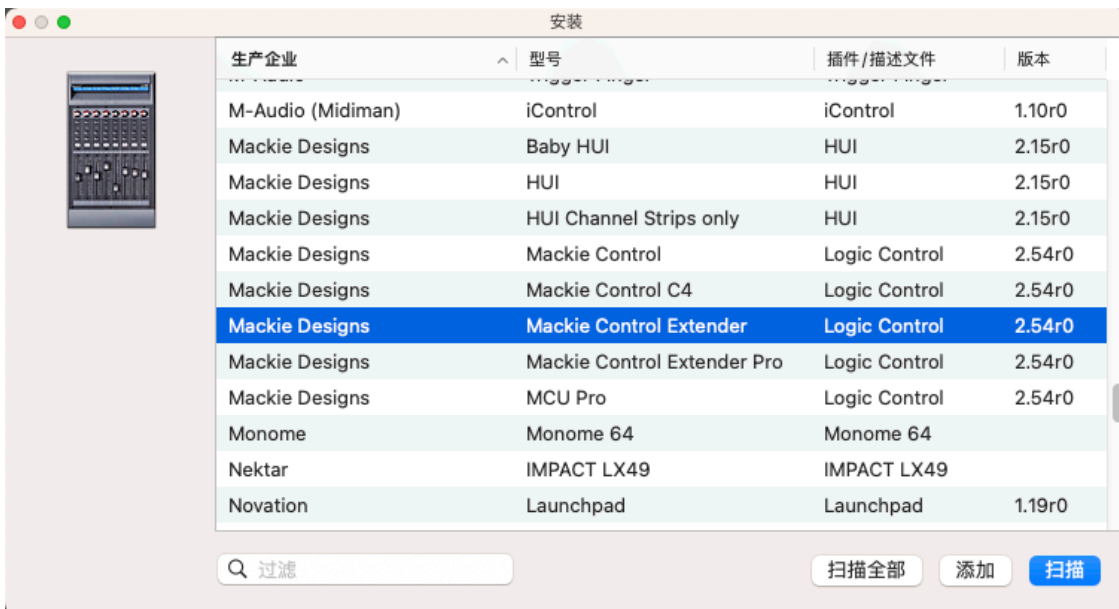 安装
生产企业 型号 插件/描述文件 版本
M-Audio (Midiman) iControl iControl 1.10r0
Mackie Designs Baby HUI HUI 2.15r0
Mackie Designs HUI HUI 2.15r0
Mackie Designs HUI Channel Strips only HUI 2.15r0
Mackie Designs Mackie Control Logic Control 2.54r0
Mackie Designs Mackie Control C4 Logic Control 2.54r0
Mackie Designs Mackie Control Extender Logic Control 2.54r0
Mackie Designs Mackie Control Extender Pro Logic Control 2.54r0
Mackie Designs MCU Pro Logic Control 2.54r0
Monome Monome 64 Monome 64
Nektar IMPACT LX49 IMPACT LX49
Novation Launchpad Launchpad 1.19r0
过滤 扫描全部 添加 扫描